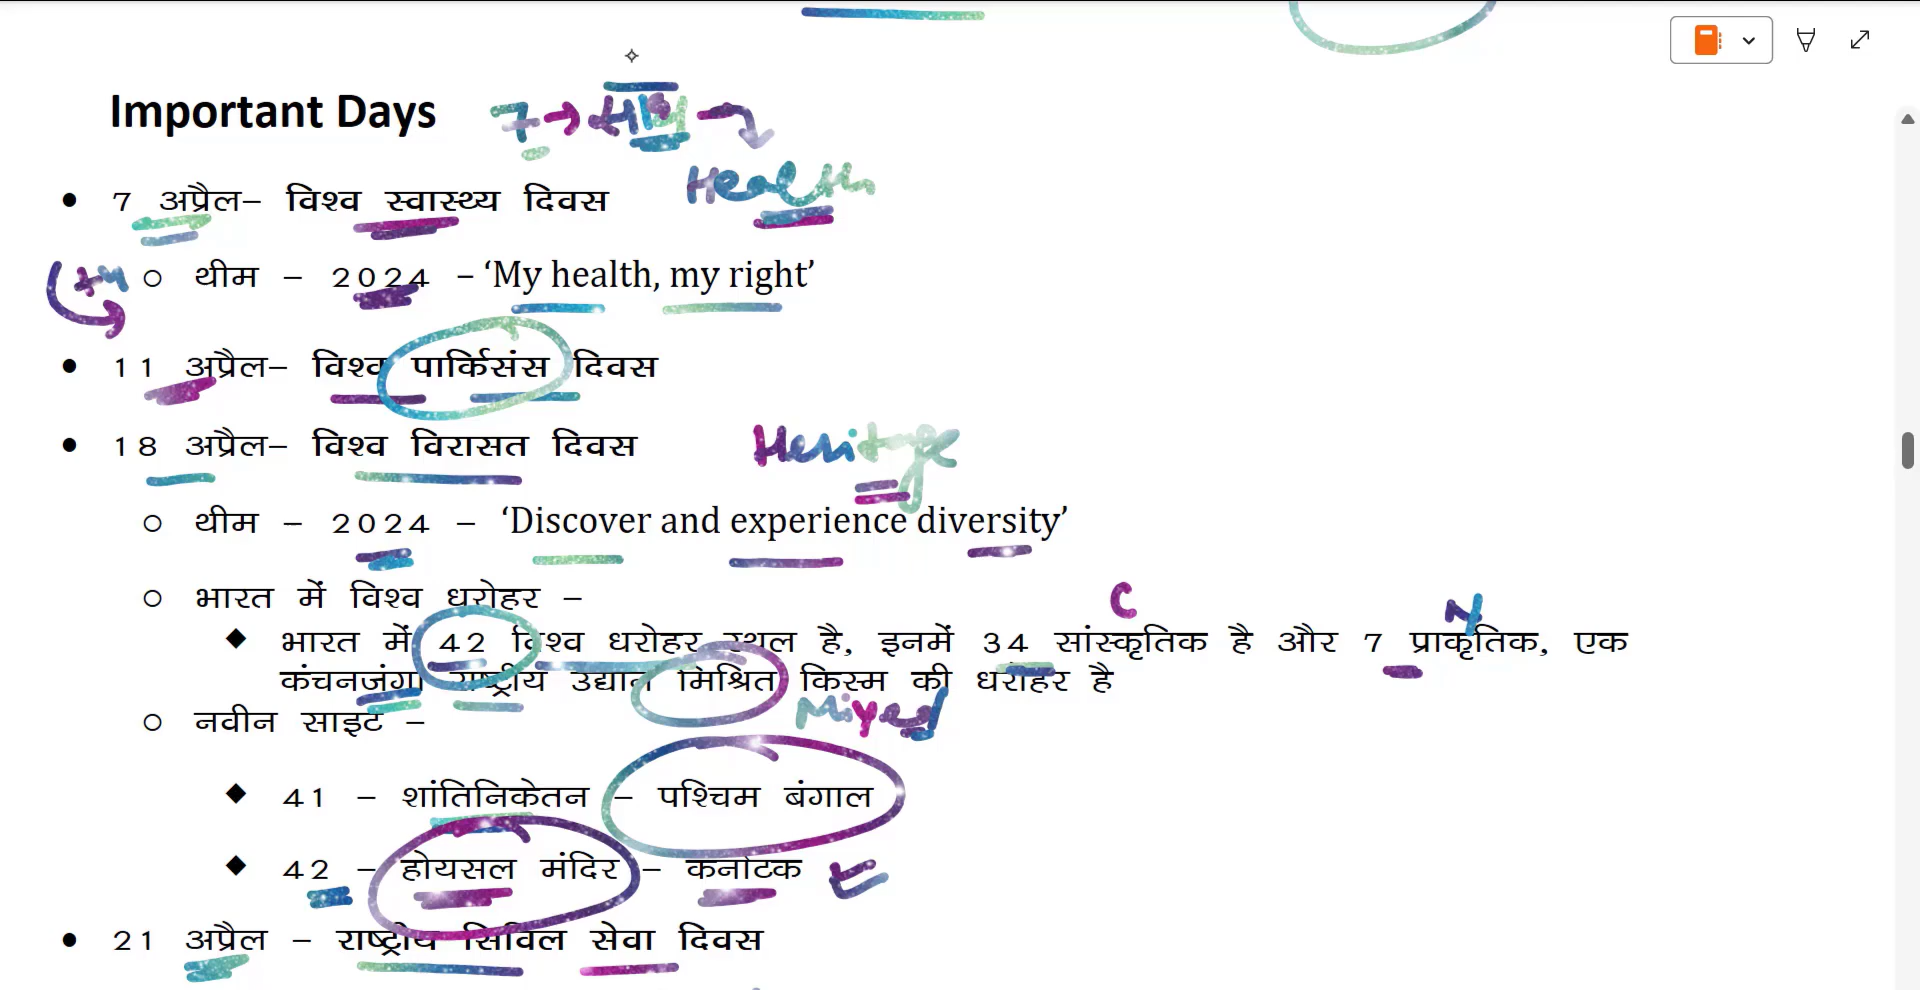 Important Days
7 → साथ →
Health
• 7 अप्रैल– विश्व स्वास्थ्य दिवस
○ थीम – 2024 – ‘My health, my right’
• 11 अप्रैल– विश्व पार्किसंस दिवस
• 18 अप्रैल– विश्व विरासत दिवस
Heritage
○ थीम – 2024 – ‘Discover and experience diversity’
○ भारत में विश्व धरोहर –
C N
◆ भारत में 42 विश्व धरोहर स्थल है, इनमें 34 सांस्कृतिक है और 7 प्राकृतिक, एक
कंचनजंगा राष्ट्रीय उद्यान मिश्रित किस्म की धरोहर है
Mixed
○ नवीन साइट –
◆ 41 – शांतिनिकेतन – पश्चिम बंगाल
◆ 42 – होयसल मंदिर – कर्नाटक
• 21 अप्रैल – राष्ट्रीय सिविल सेवा दिवस